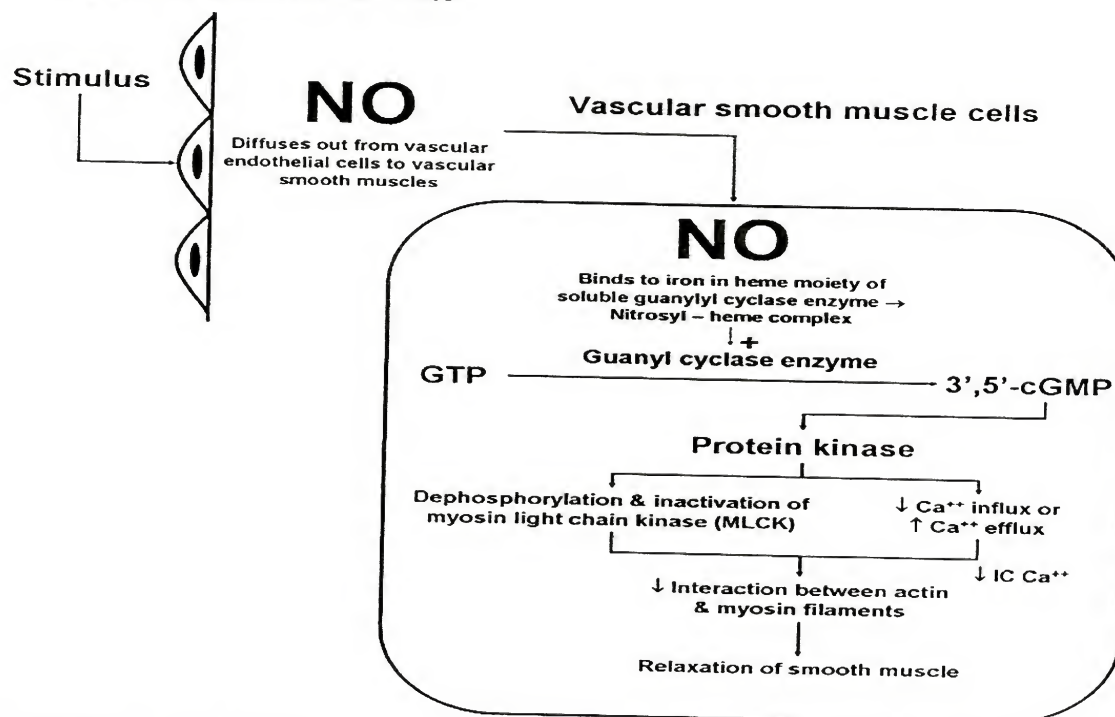 Stimulus
NO
Diffuses out from vascular
endothelial cells to vascular
smooth muscles
Vascular smooth muscle cells
NO
Binds to iron in heme moiety of
soluble guanylyl cyclase enzyme →
Nitrosyl – heme complex
↓ +
Guanyl cyclase enzyme
GTP
3',5'-cGMP
Protein kinase
Dephosphorylation & inactivation of
myosin light chain kinase (MLCK)
↓ Ca⁺⁺ influx or
↑ Ca⁺⁺ efflux
↓ IC Ca⁺⁺
↓ Interaction between actin
& myosin filaments
Relaxation of smooth muscle